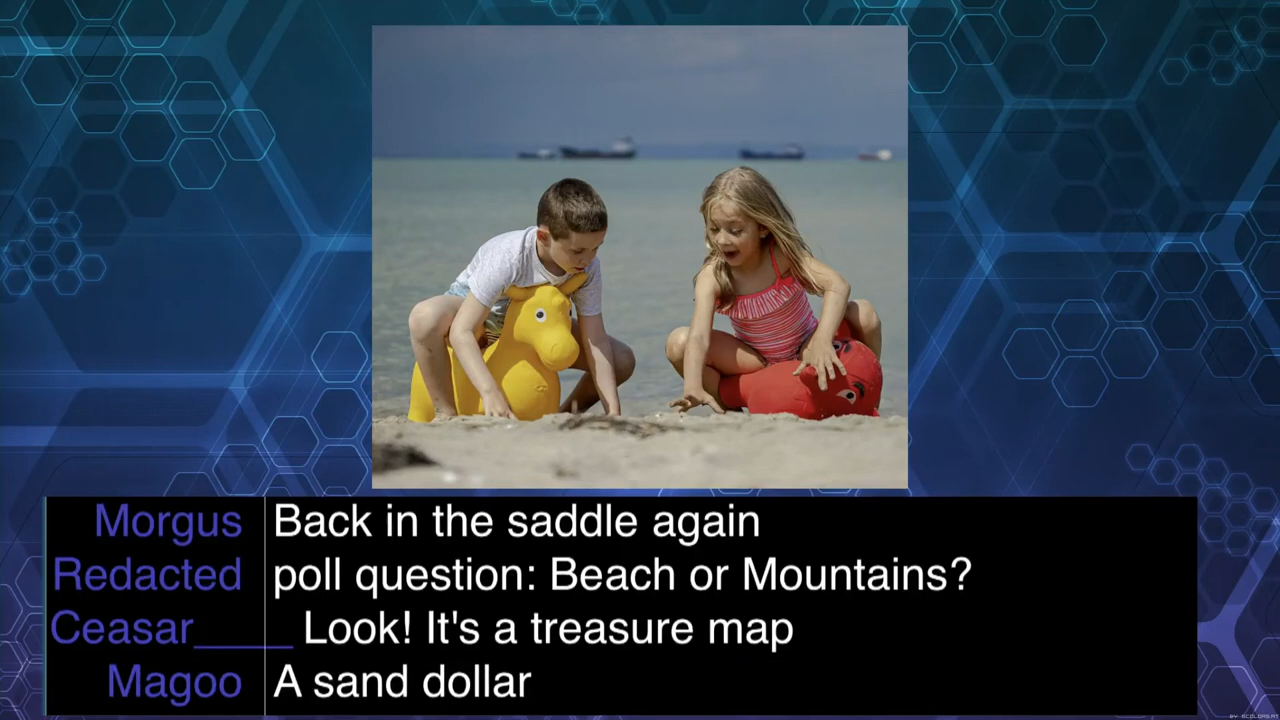 Morgus Back in the saddle again
Redacted poll question: Beach or Mountains?
Ceasar_____ Look! It's a treasure map
Magoo A sand dollar